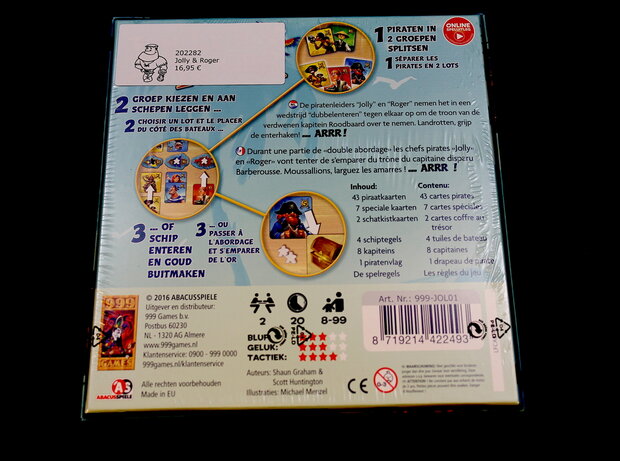 202282
Jolly & Roger
16,95 €
1 PIRATEN IN
2 GROEPEN
SPLITSEN
1 SÉPARER LES
PIRATES EN 2 LOTS
ONLINE
2 GROEP KIEZEN EN AAN
SCHEPEN LEGGEN ...
2 CHOISIR UN LOT ET LE PLACER
DU CÔTÉ DES BATEAUX ...
De piratenleiders "Jolly" en "Roger" nemen het in een
wedstrijd "dubbelenteren" tegen elkaar op om de troon van de
verdwenen kapitein Roodbaard over te nemen. Landrotten, grijp
de enterhaken! ... ARRR !
Durant une partie de «double abordage» les chefs pirates «Jolly»
en «Roger» vont tenter de s'emparer du trône du capitaine disparu
Barberousse. Moussallions, larguez les amarres ! ... ARRR !
3 ... OF
SCHIP
ENTEREN
EN GOUD
BUITMAKEN
3 ... OU
PASSER À
L'ABORDAGE
ET S'EMPARER
DE L'OR
Inhoud:
43 piraatkaarten
7 speciale kaarten
2 schatkistkaarten
4 schiptegels
8 kapiteins
1 piratenvlag
De spelregels
Contenu:
43 cartes pirates
7 cartes spéciales
2 cartes coffre au
trésor
4 tuiles de bateau
8 capitaines
1 drapeau de pirate
Les règles du jeu
999
GAMES
© 2016 ABACUSSPIELE
Uitgever en distributeur:
999 Games b.v.
Postbus 60230
NL - 1320 AG Almere
www.999games.nl
Klantenservice: 0900 - 999 0000
999games.nl/klantenservice
ABACUSSPIELE
Alle rechten voorbehouden
Made in EU
2
20
8-99
BLUF:
GELUK:
TACTIEK:
Auteurs: Shaun Graham &
Scott Huntington
Illustraties: Michael Menzel
Art. Nr.: 999-JOL01
8 719214 422493
CE
0-3